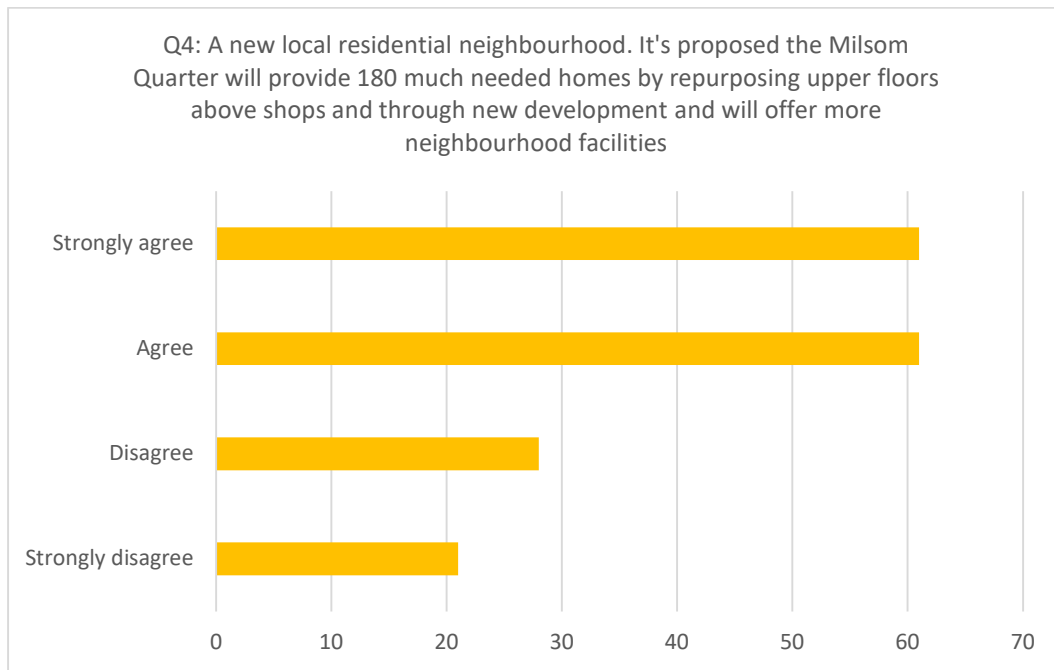 Q4: A new local residential neighbourhood. It's proposed the Milsom
Quarter will provide 180 much needed homes by repurposing upper floors
above shops and through new development and will offer more
neighbourhood facilities
Strongly agree
Agree
Disagree
Strongly disagree
0 10 20 30 40 50 60 70